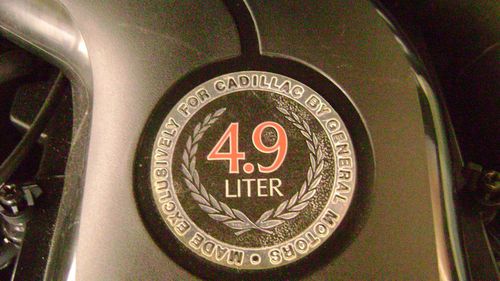 MADE EXCLUSIVELY FOR CADILLAC BY GENERAL MOTORS •
4.9
LITER